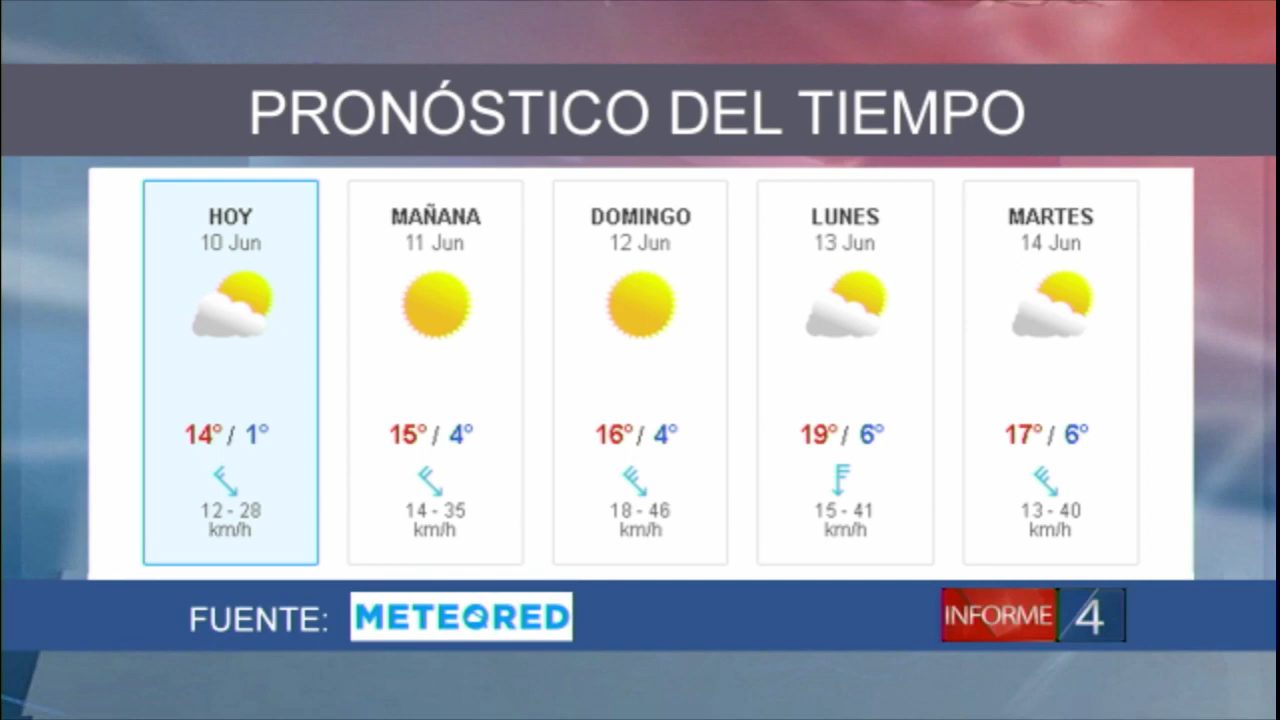 PRONÓSTICO DEL TIEMPO
HOY
10 Jun
14° / 1°
12 - 28
km/h
MAÑANA
11 Jun
15° / 4°
14 - 35
km/h
DOMINGO
12 Jun
16° / 4°
18 - 46
km/h
LUNES
13 Jun
19° / 6°
15 - 41
km/h
MARTES
14 Jun
17° / 6°
13 - 40
km/h
FUENTE: METEORED
INFORME 4